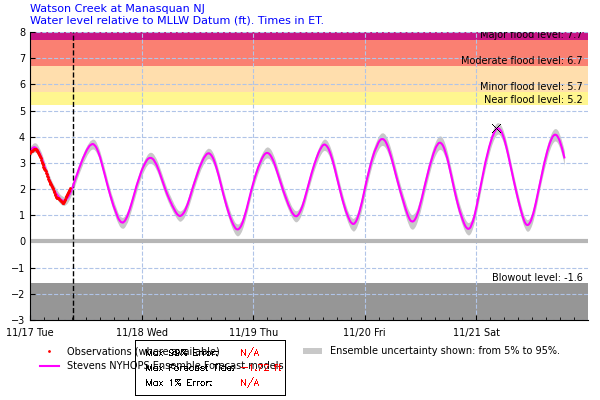 Watson Creek at Manasquan NJ
Water level relative to MLLW Datum (ft). Times in ET.
8
7
6
5
4
3
2
1
0
−1
−2
−3
Major flood level: 7.7
Moderate flood level: 6.7
Minor flood level: 5.7
Near flood level: 5.2
Blowout level: -1.6
11/17 Tue
11/18 Wed
11/19 Thu
11/20 Fri
11/21 Sat
Observations (where available)
Stevens NYHOPS Ensemble Forecast models
Ensemble uncertainty shown: from 5% to 95%.
Error: N/A
Max Forecast Tide:
Max 1% Error: N/A